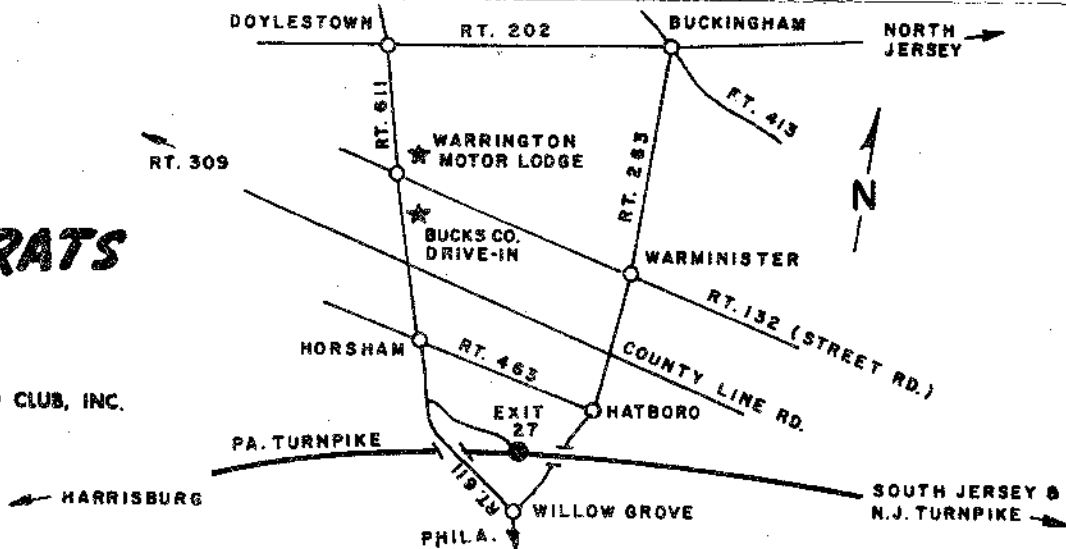 DOYLESTOWN
RT. 202
BUCKINGHAM
NORTH
JERSEY
RT. 611
RT. 413
RT. 309
WARRINGTON
MOTOR LODGE
RT. 263
N
RATS
BUCKS CO.
DRIVE-IN
WARMINISTER
RT. 132 (STREET RD.)
HORSHAM
RT. 463
COUNTY LINE RD.
CLUB, INC.
EXIT
27
HATBORO
PA. TURNPIKE
HARRISBURG
RT. 611
WILLOW GROVE
SOUTH JERSEY &
N.J. TURNPIKE
PHILA.